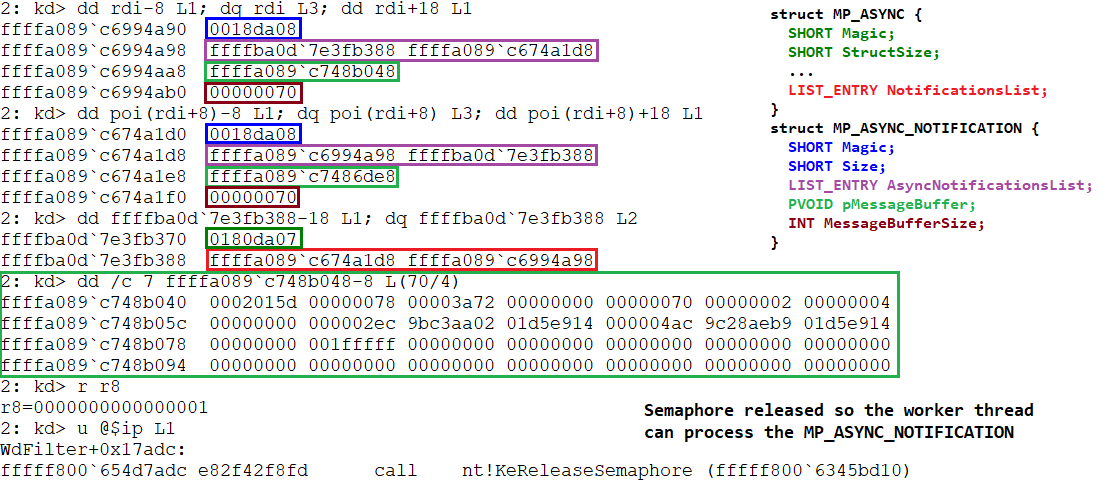 2: kd> dd rdi-8 L1; dq rdi L3; dd rdi+18 L1
ffffa089`c6994a90  0018da08
ffffa089`c6994a98  ffffba0d`7e3fb388 ffffa089`c674a1d8
ffffa089`c6994aa8  ffffa089`c748b048
ffffa089`c6994ab0  00000070
2: kd> dd poi(rdi+8)-8 L1; dq poi(rdi+8) L3; dd poi(rdi+8)+18 L1
ffffa089`c674a1d0  0018da08
ffffa089`c674a1d8  ffffa089`c6994a98 ffffba0d`7e3fb388
ffffa089`c674a1e8  ffffa089`c7486de8
ffffa089`c674a1f0  00000070
2: kd> dd ffffba0d`7e3fb388-18 L1; dq ffffba0d`7e3fb388 L2
ffffba0d`7e3fb370  0180da07
ffffba0d`7e3fb388  ffffa089`c674a1d8 ffffa089`c6994a98
2: kd> dd /c 7 ffffa089`c748b048-8 L(70/4)
ffffa089`c748b040  0002015d 00000078 00003a72 00000000 00000070 00000002 00000004
ffffa089`c748b05c  00000000 000002ec 9bc3aa02 01d5e914 000004ac 9c28aeb9 01d5e914
ffffa089`c748b078  00000000 001fffff 00000000 00000000 00000000 00000000 00000000
ffffa089`c748b094  00000000 00000000 00000000 00000000 00000000 00000000 00000000
2: kd> r r8
r8=0000000000000001
2: kd> u @$ip L1
WdFilter+0x17adc:
fffff800`654d7adc e82f42f8fd      call    nt!KeReleaseSemaphore (fffff800`6345bd10)
struct MP_ASYNC {
SHORT Magic;
SHORT StructSize;
...
LIST_ENTRY NotificationsList;
}
struct MP_ASYNC_NOTIFICATION {
SHORT Magic;
SHORT Size;
LIST_ENTRY AsyncNotificationsList;
PVOID pMessageBuffer;
INT MessageBufferSize;
}
Semaphore released so the worker thread
can process the MP_ASYNC_NOTIFICATION